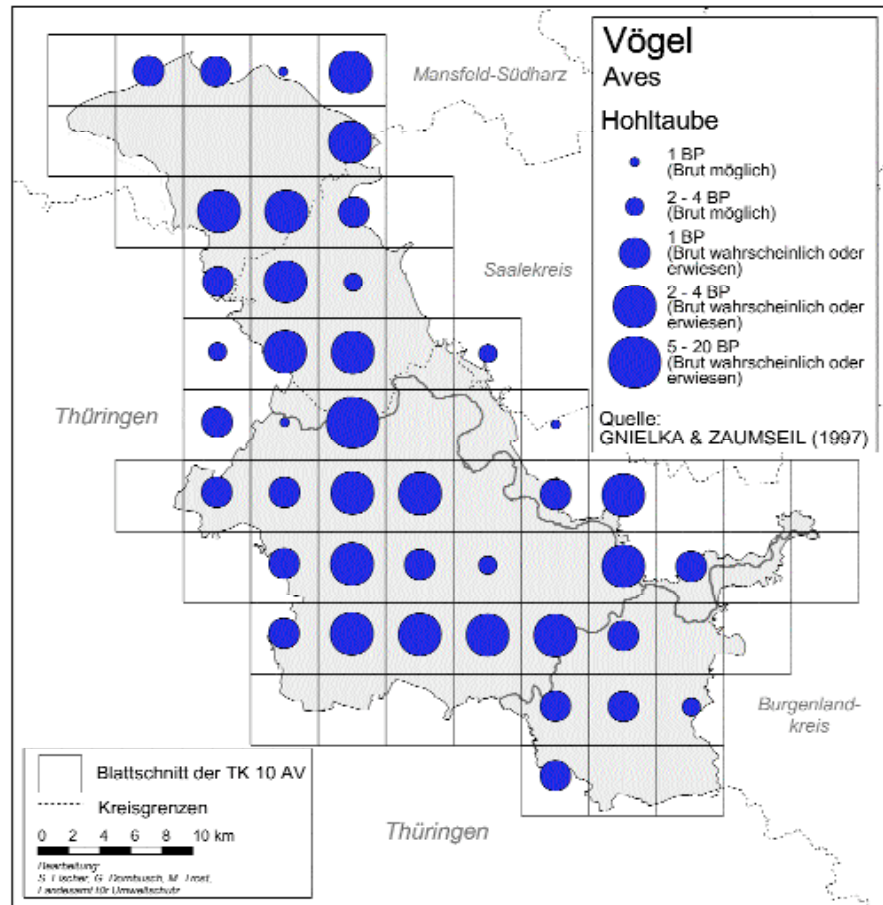 Vögel
Aves
Hohltaube
1 BP
(Brut möglich)
2 - 4 BP
(Brut möglich)
1 BP
(Brut wahrscheinlich oder
erwiesen)
2 - 4 BP
(Brut wahrscheinlich oder
erwiesen)
5 - 20 BP
(Brut wahrscheinlich oder
erwiesen)
Quelle:
GNIELKA & ZAUMSEIL (1997)
Mansfeld-Südharz
Saalekreis
Thüringen
Burgenland-
kreis
Thüringen
Blattschnitt der TK 10 AV
Kreisgrenzen
0 2 4 6 8 10 km
Bearbeitung:
S. Fischer, G. Dornbusch, M. Trost,
Landesamt für Umweltschutz